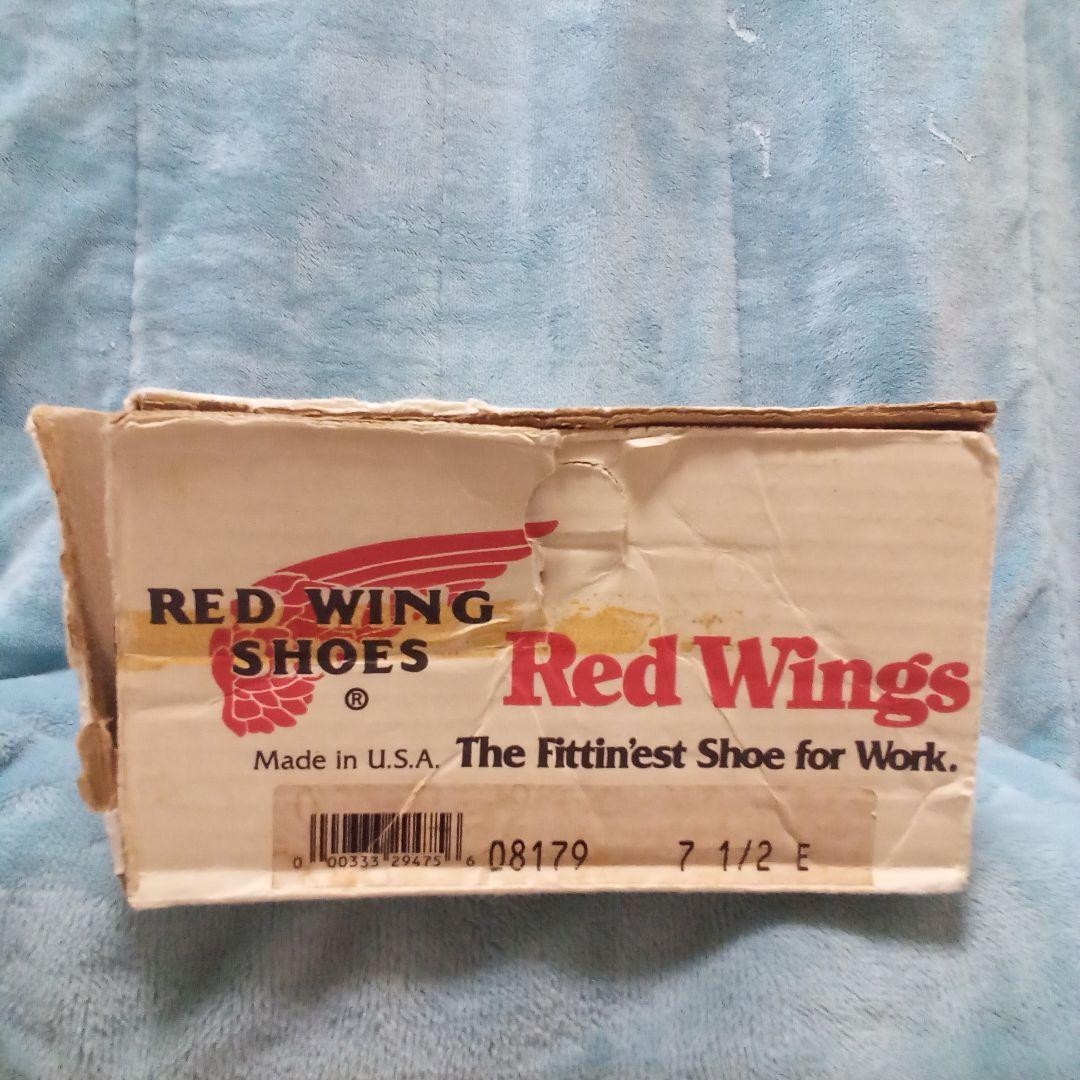 RED WING
SHOES
®
Red Wings
Made in U.S.A. The Fittin'est Shoe for Work.
0 00333 29475 6 08179 7 1/2 E